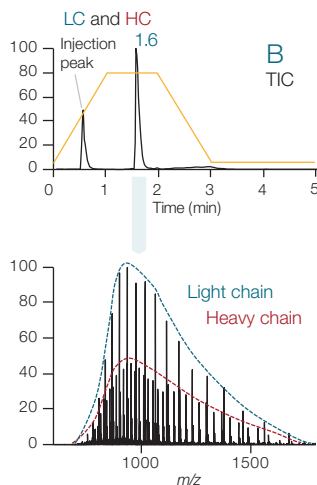 LC and HC
1.6
B
TIC
Injection
peak
100
80
60
40
20
0
0 1 2 3 4 5
Time (min)
100
80
60
40
20
0
Light chain
Heavy chain
1000 1500
m/z